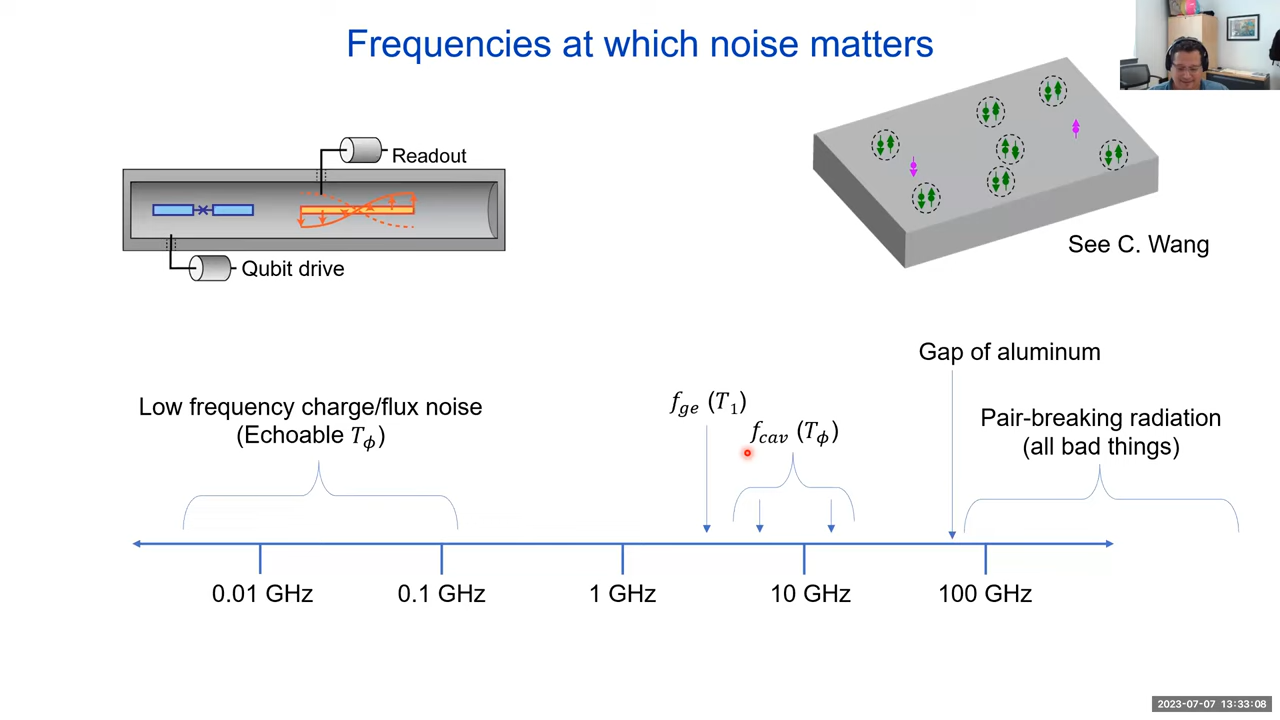 Frequencies at which noise matters
Readout
Qubit drive
See C. Wang
Gap of aluminum
Low frequency charge/flux noise
(Echoable T_ϕ)
f_ge (T_1)
f_cav (T_ϕ)
Pair-breaking radiation
(all bad things)
0.01 GHz
0.1 GHz
1 GHz
10 GHz
100 GHz
2023-07-07 13:33:08